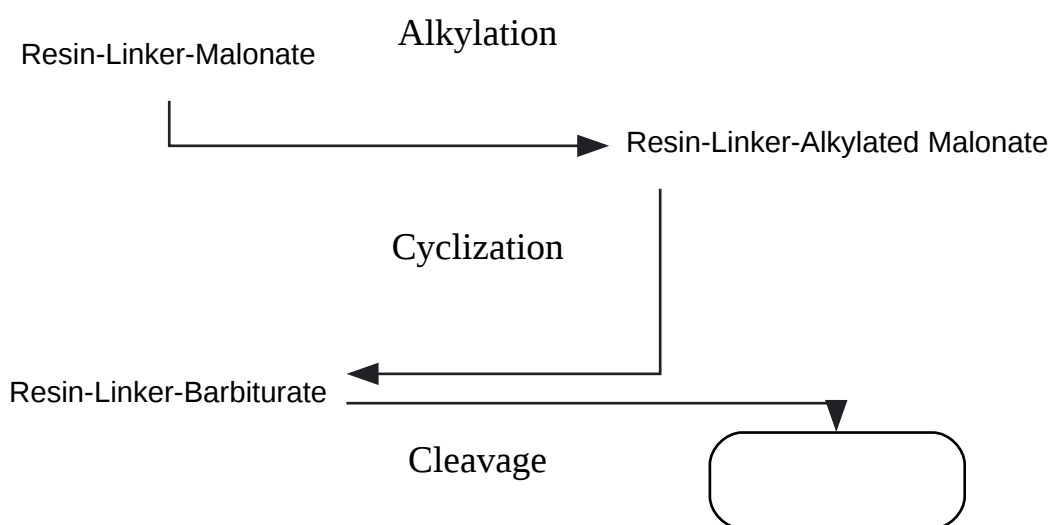 Alkylation
Resin-Linker-Malonate
Resin-Linker-Alkylated Malonate
Cyclization
Resin-Linker-Barbiturate
Cleavage